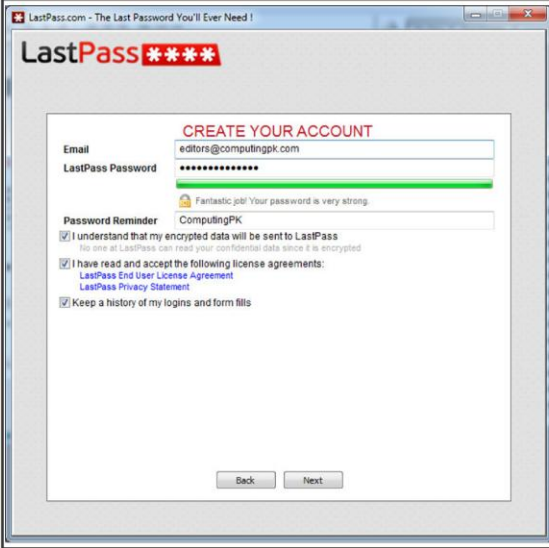 LastPass.com - The Last Password You'll Ever Need !
LastPass ****
CREATE YOUR ACCOUNT
Email editors@computingpk.com
LastPass Password ••••••••••••••
Fantastic job! Your password is very strong.
Password Reminder ComputingPK
I understand that my encrypted data will be sent to LastPass
No one at LastPass can read your confidential data since it is encrypted
I have read and accept the following license agreements:
LastPass End User License Agreement
LastPass Privacy Statement
Keep a history of my logins and form fills
Back Next